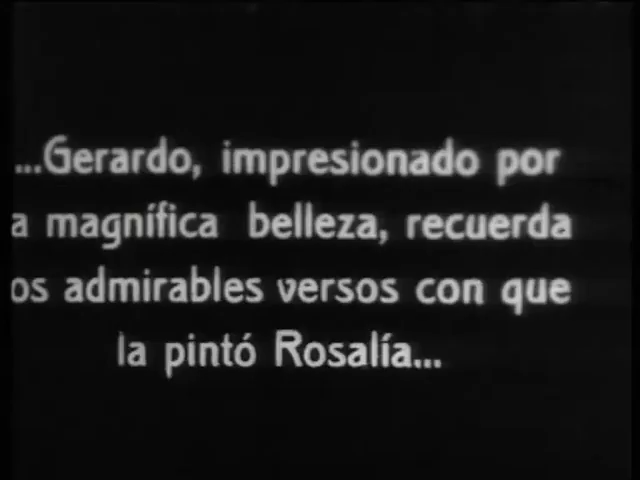 ...Gerardo, impresionado por
a magnífica belleza, recuerda
os admirables versos con que
la pintó Rosalía...